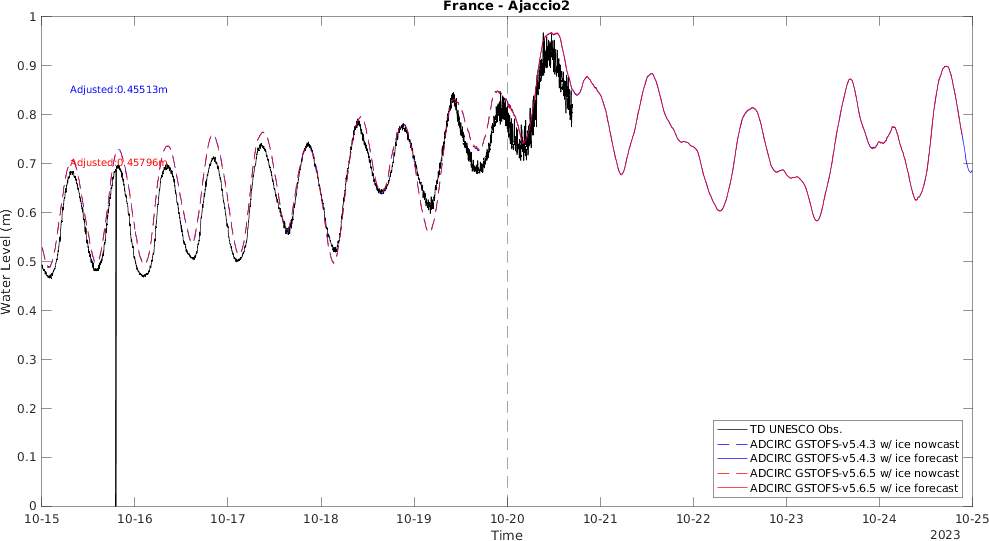 France - Ajaccio2
1
0.9
0.8
0.7
0.6
0.5
0.4
0.3
0.2
0.1
0
Water Level (m)
Adjusted:0.45513m
Adjusted:0.45796m
TD UNESCO Obs.
ADCIRC GSTOFS-v5.4.3 w/ ice nowcast
ADCIRC GSTOFS-v5.4.3 w/ ice forecast
ADCIRC GSTOFS-v5.6.5 w/ ice nowcast
ADCIRC GSTOFS-v5.6.5 w/ ice forecast
10-15 10-16 10-17 10-18 10-19 10-20 10-21 10-22 10-23 10-24 10-25
Time
2023